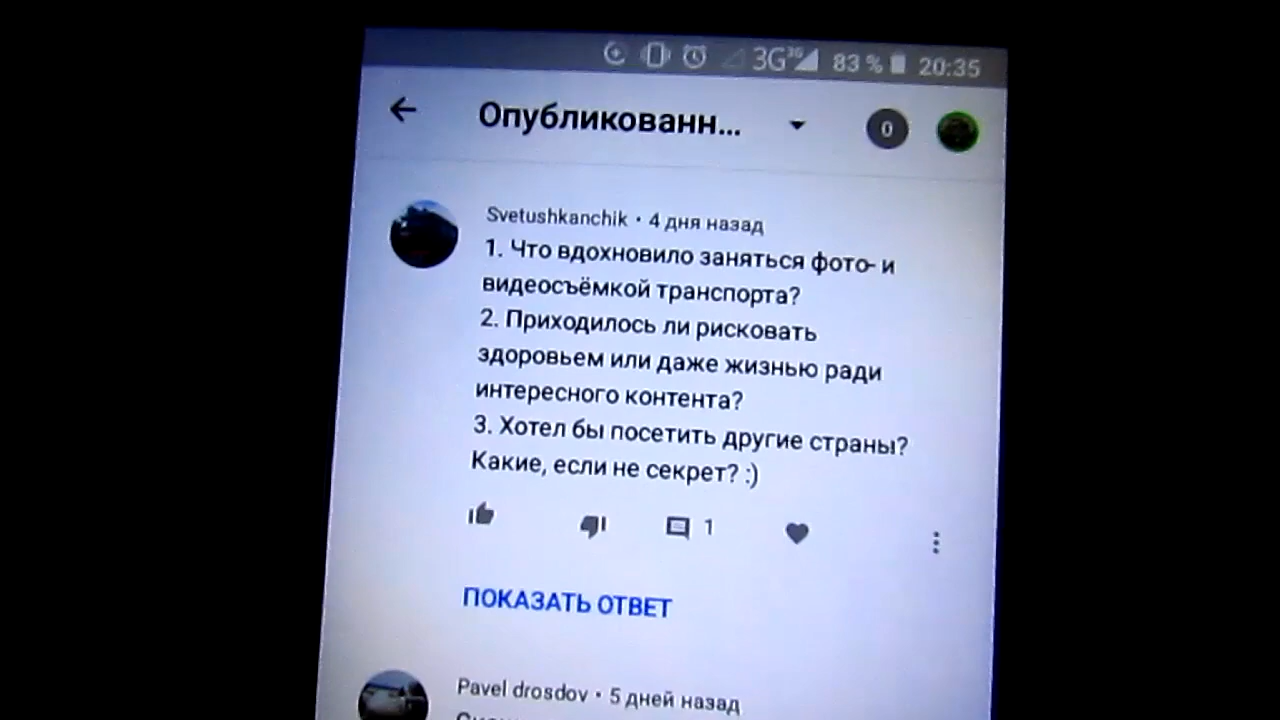 3G 3G 83 % 20:35
Опубликованн... 0
Svetushkanchik • 4 дня назад
1. Что вдохновило заняться фото- и
видеосъёмкой транспорта?
2. Приходилось ли рисковать
здоровьем или даже жизнью ради
интересного контента?
3. Хотел бы посетить другие страны?
Какие, если не секрет? :)
1
ПОКАЗАТЬ ОТВЕТ
Pavel drosdov • 5 дней назад